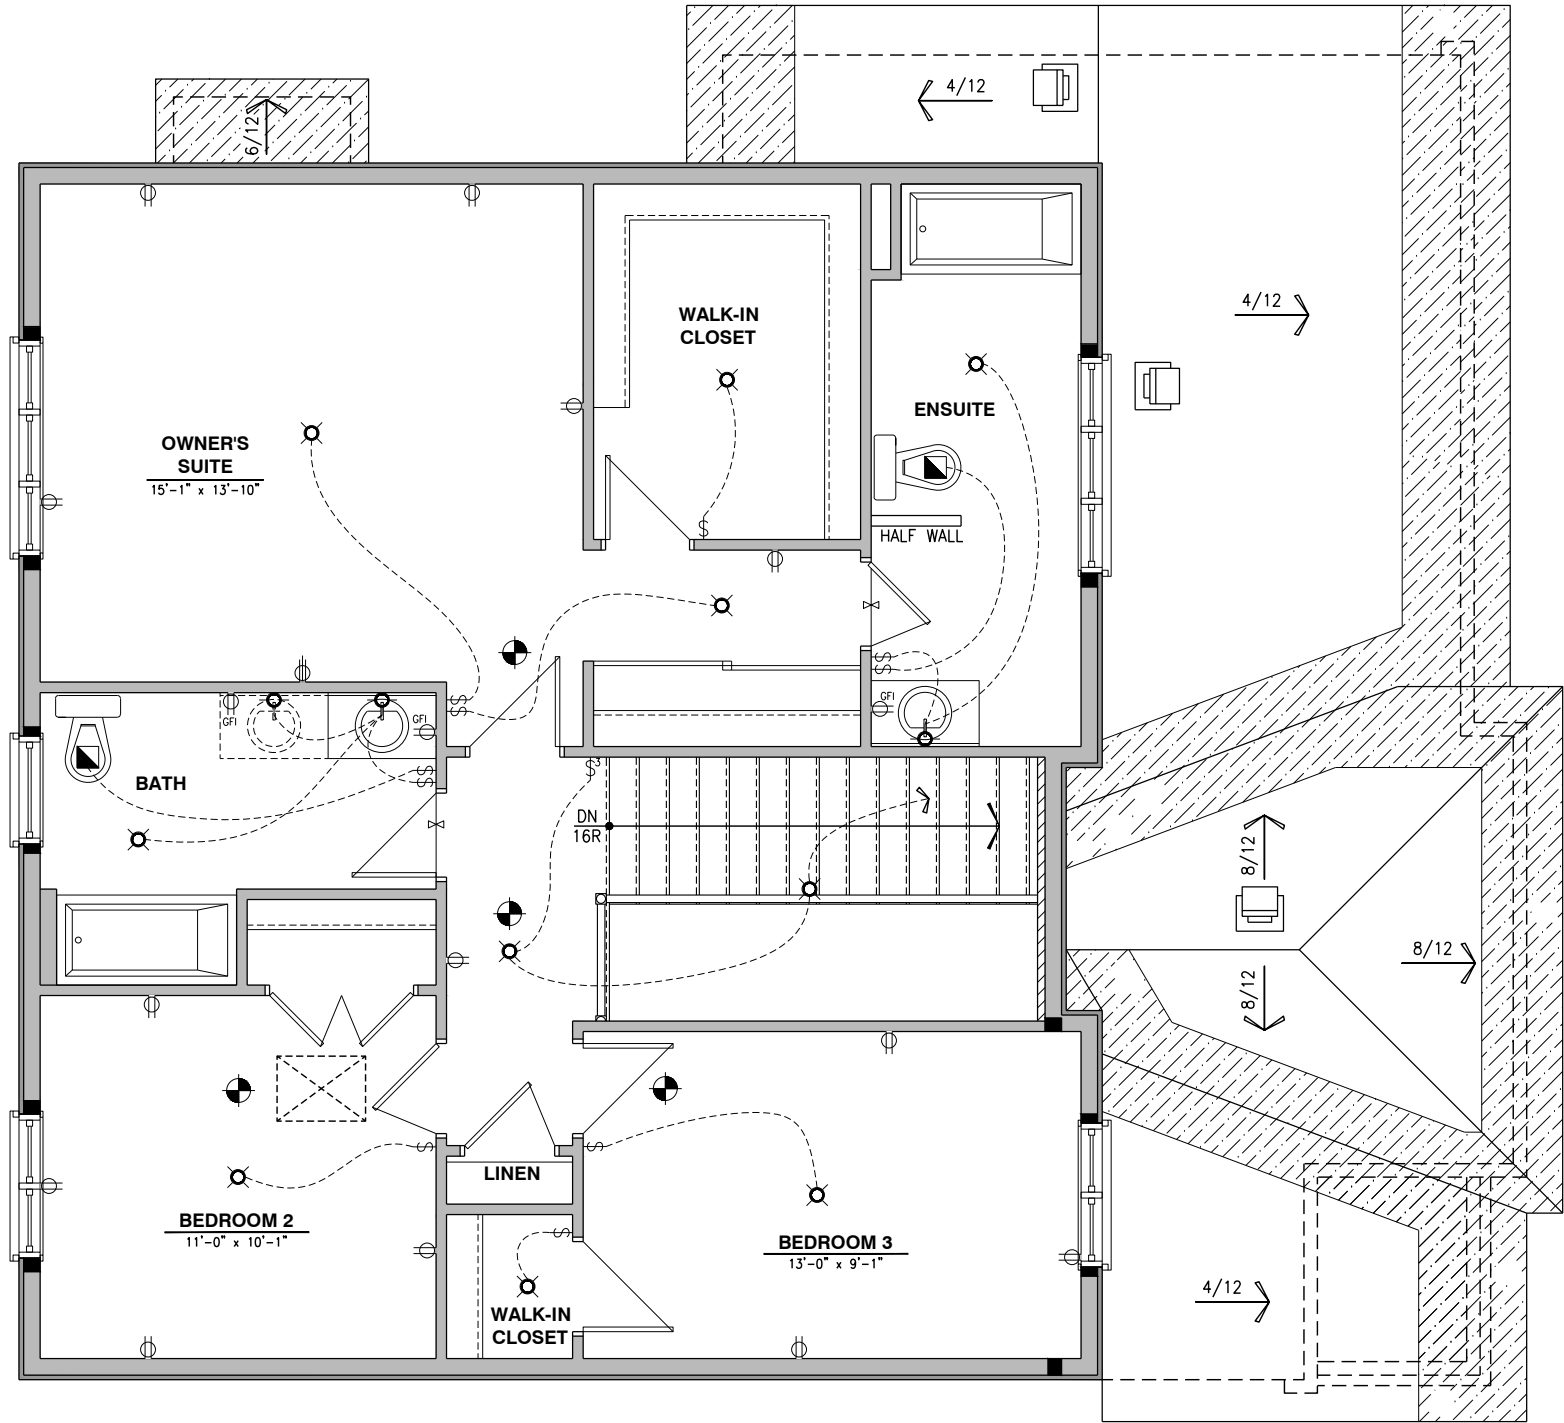 4/12
6/12
4/12
WALK-IN
CLOSET
ENSUITE
OWNER'S
SUITE
15'-1" x 13'-10"
S
HALF WALL
S
S
S
S
GFI
GFI
GFI
S
S
BATH
S3
DN
16R
8/12
8/12
8/12
S
S
LINEN
BEDROOM 2
11'-0" x 10'-1"
S
BEDROOM 3
13'-0" x 9'-1"
WALK-IN
CLOSET
4/12